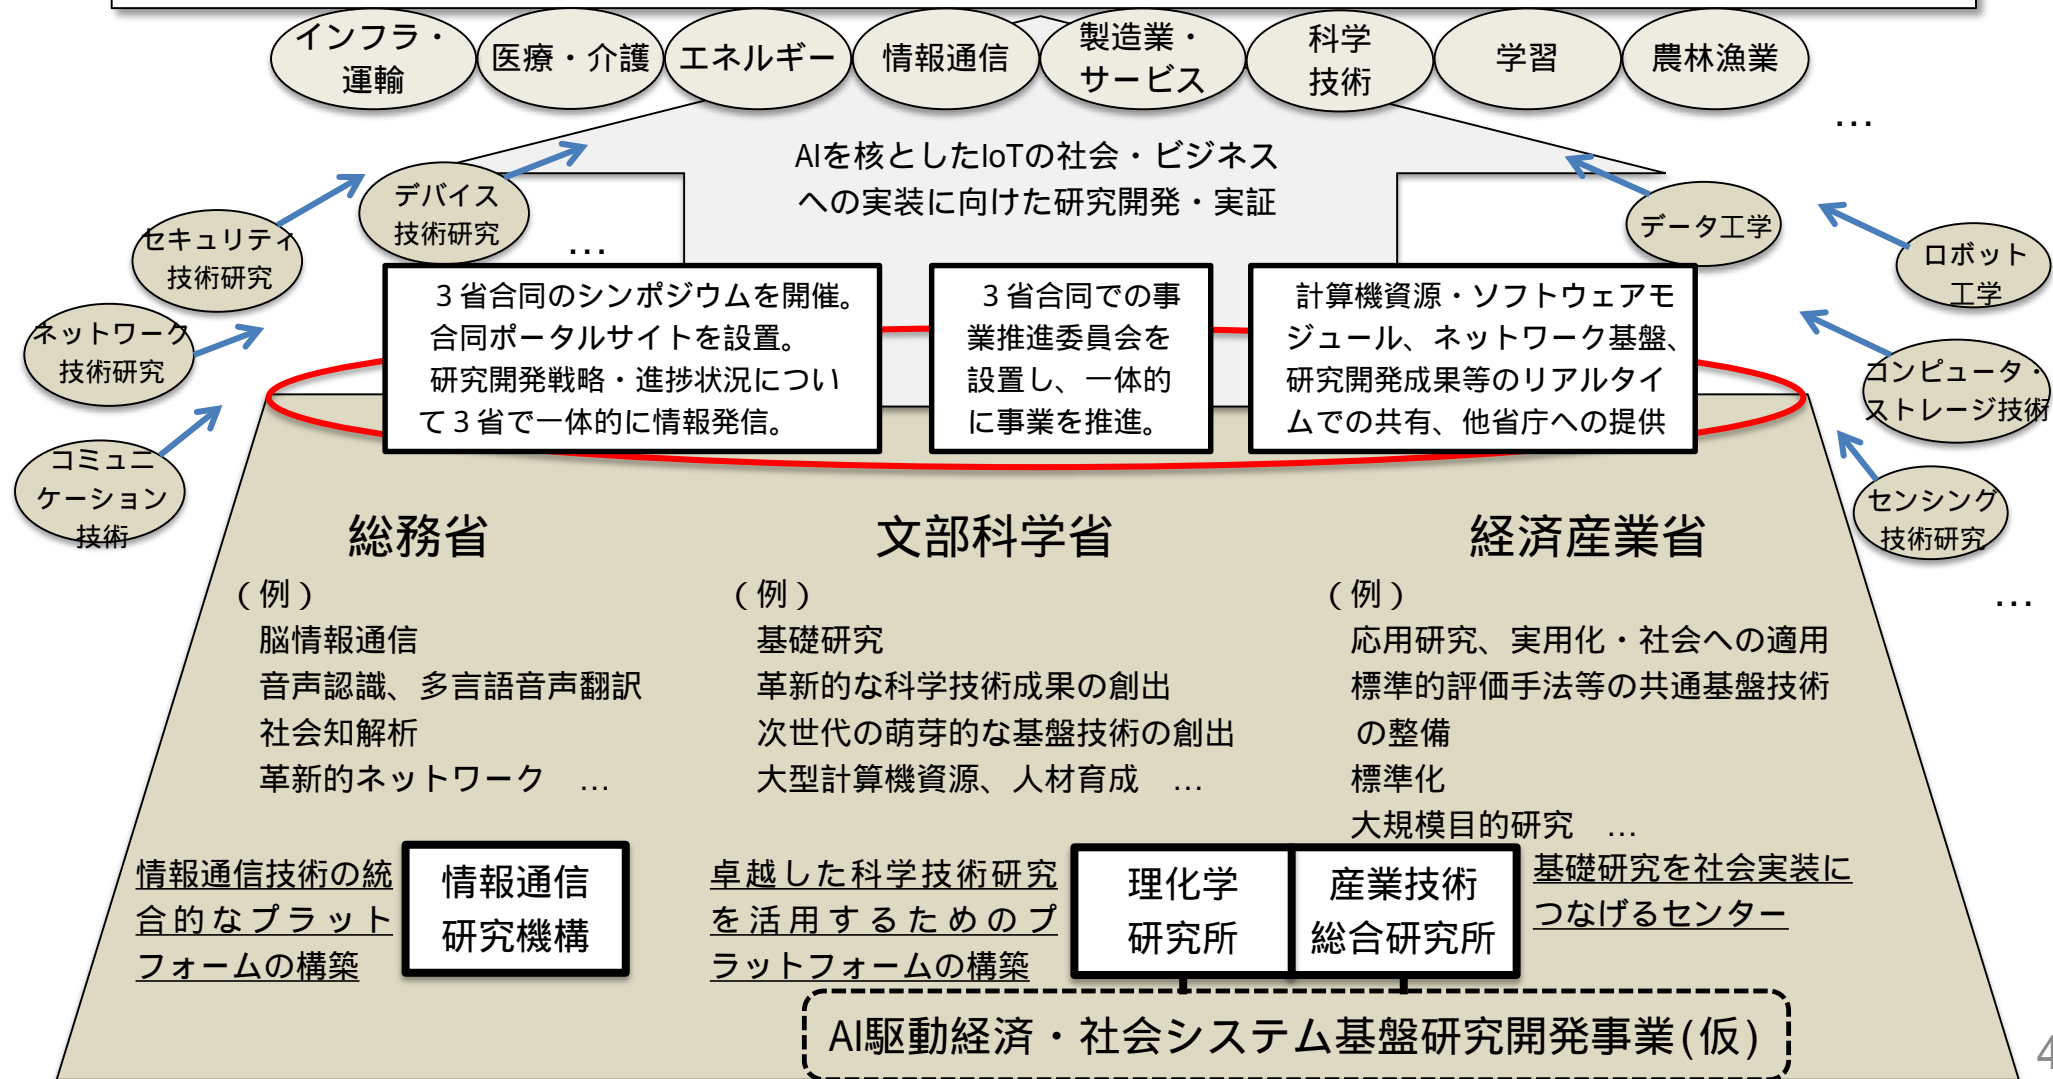 インフラ・
運輸
医療・介護
エネルギー
情報通信
製造業・
サービス
科学
技術
学習
農林漁業
…
AIを核としたIoTの社会・ビジネス
への実装に向けた研究開発・実証
デバイス
技術研究
…
セキュリティ
技術研究
ネットワーク
技術研究
コミュニ
ケーション
技術
データ工学
ロボット
工学
コンピュータ・
ストレージ技術
センシング
技術研究
…
３省合同のシンポジウムを開催。
合同ポータルサイトを設置。
研究開発戦略・進捗状況につい
て３省で一体的に情報発信。
３省合同での事
業推進委員会を
設置し、一体的
に事業を推進。
計算機資源・ソフトウェアモ
ジュール、ネットワーク基盤、
研究開発成果等のリアルタイ
ムでの共有、他省庁への提供
総務省
（例）
脳情報通信
音声認識、多言語音声翻訳
社会知解析
革新的ネットワーク　…
情報通信技術の統
合的なプラット
フォームの構築
情報通信
研究機構
文部科学省
（例）
基礎研究
革新的な科学技術成果の創出
次世代の萌芽的な基盤技術の創出
大型計算機資源、人材育成　…
卓越した科学技術研究
を活用するためのプ
ラットフォームの構築
理化学
研究所
経済産業省
（例）
応用研究、実用化・社会への適用
標準的評価手法等の共通基盤技術
の整備
標準化
大規模目的研究　…
産業技術
総合研究所
基礎研究を社会実装に
つなげるセンター
AI駆動経済・社会システム基盤研究開発事業(仮)
4